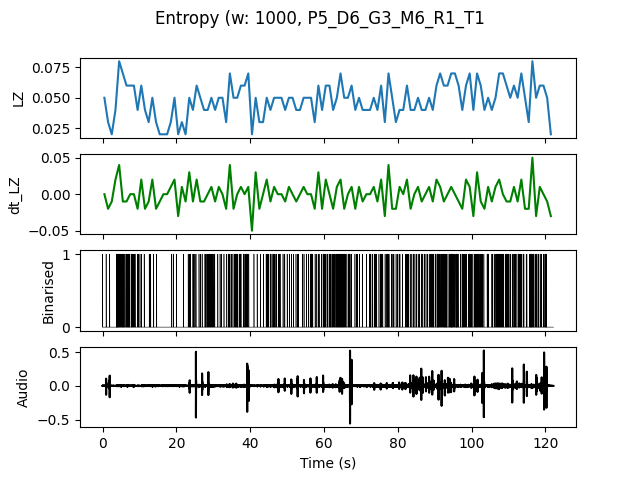 Entropy (w: 1000, P5_D6_G3_M6_R1_T1
0.075
0.050
0.025
LZ
0.05
0.00
−0.05
dt_LZ
1
0
Binarised
0.5
0.0
−0.5
Audio
0 20 40 60 80 100 120
Time (s)